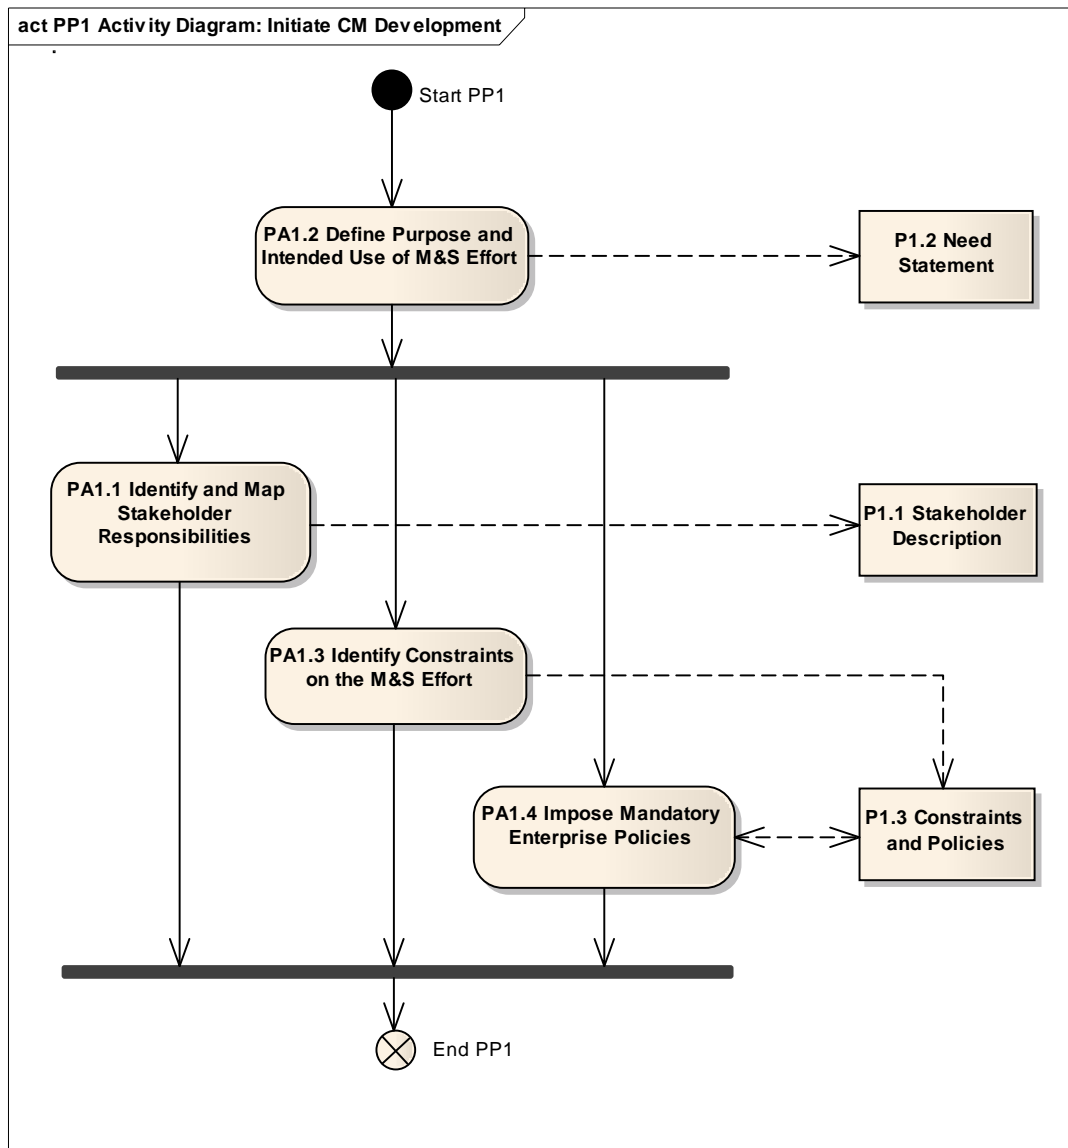 act PP1 Activity Diagram: Initiate CM Development
.
Start PP1
PA1.2 Define Purpose and
Intended Use of M&S Effort
P1.2 Need
Statement
PA1.1 Identify and Map
Stakeholder
Responsibilities
P1.1 Stakeholder
Description
PA1.3 Identify Constraints
on the M&S Effort
PA1.4 Impose Mandatory
Enterprise Policies
P1.3 Constraints
and Policies
End PP1